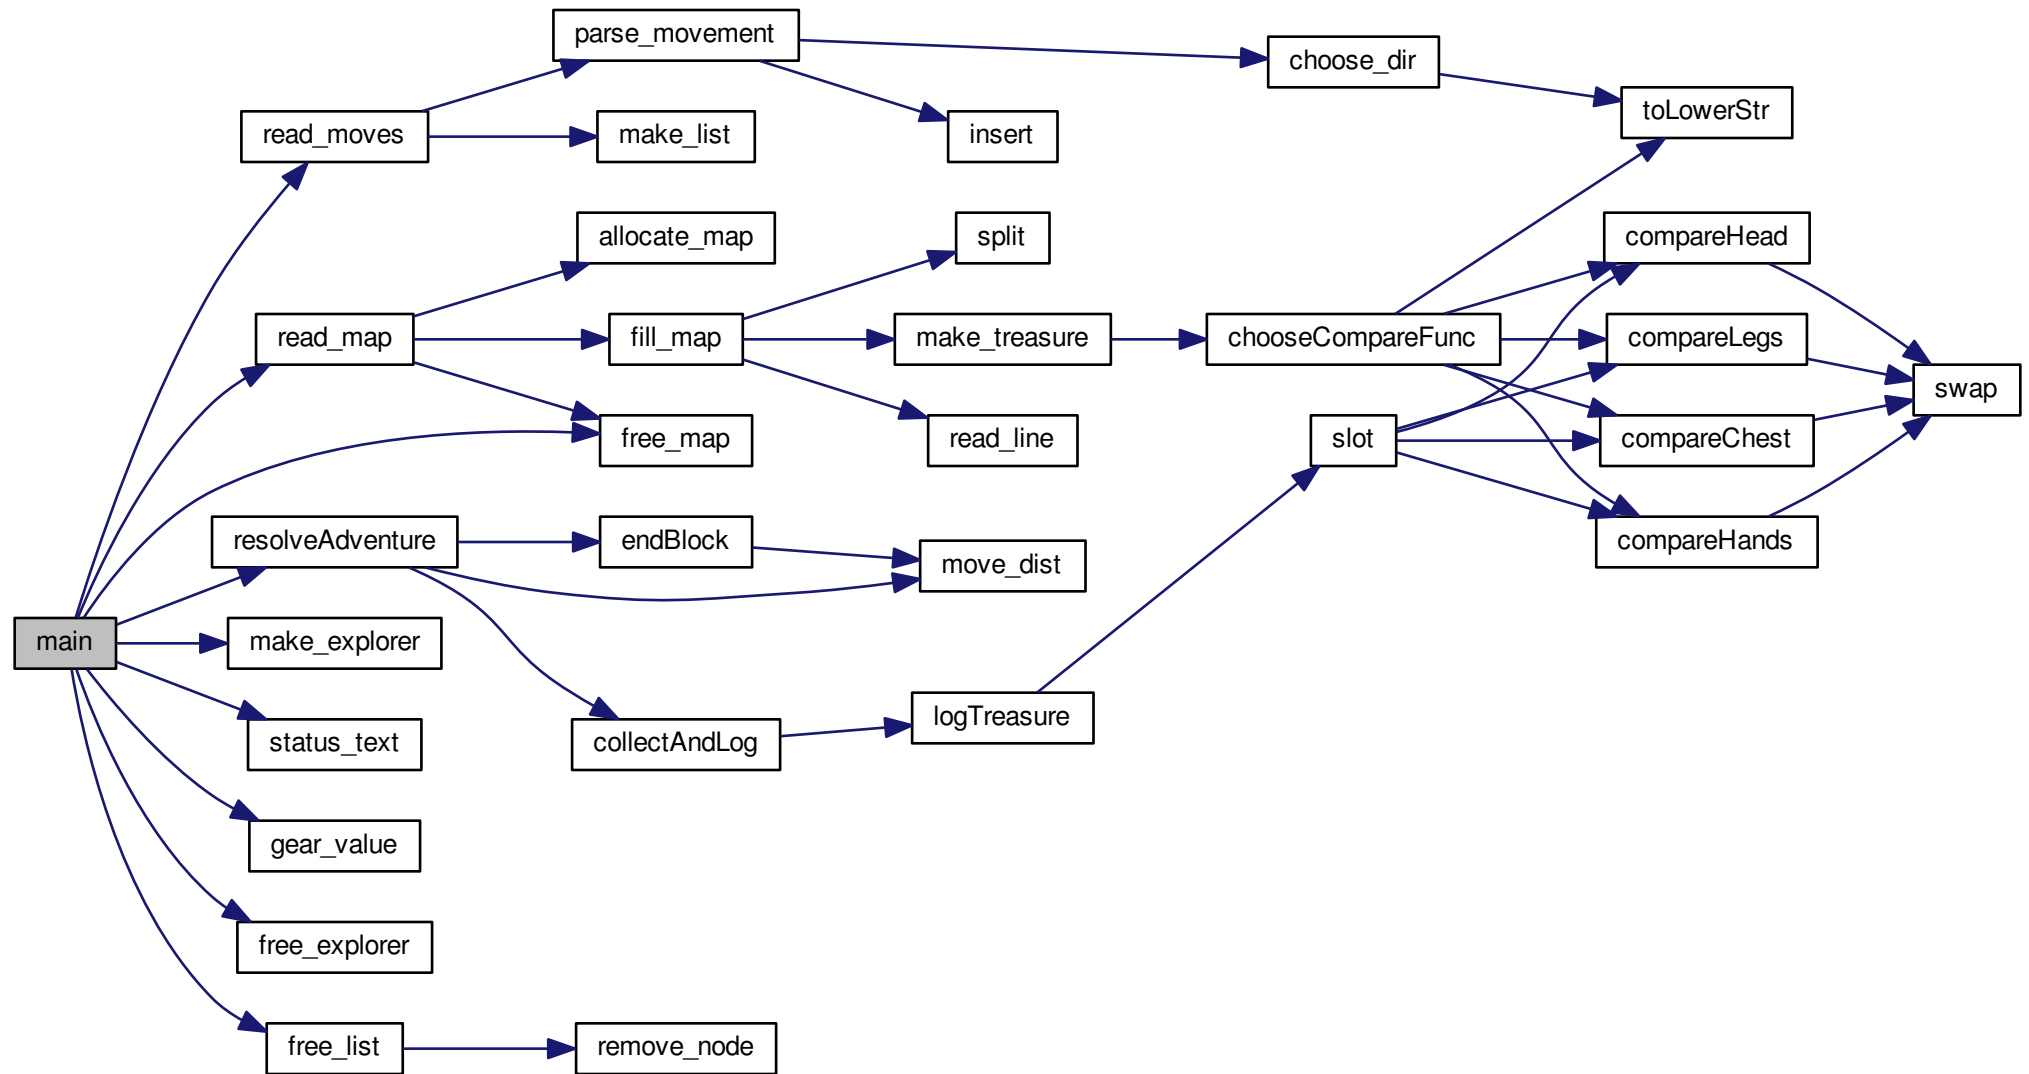 parse_movement
choose_dir
toLowerStr
read_moves
make_list
insert
allocate_map
split
compareHead
read_map
fill_map
make_treasure
chooseCompareFunc
compareLegs
swap
free_map
read_line
slot
compareChest
resolveAdventure
endBlock
move_dist
compareHands
main
make_explorer
status_text
collectAndLog
logTreasure
gear_value
free_explorer
free_list
remove_node